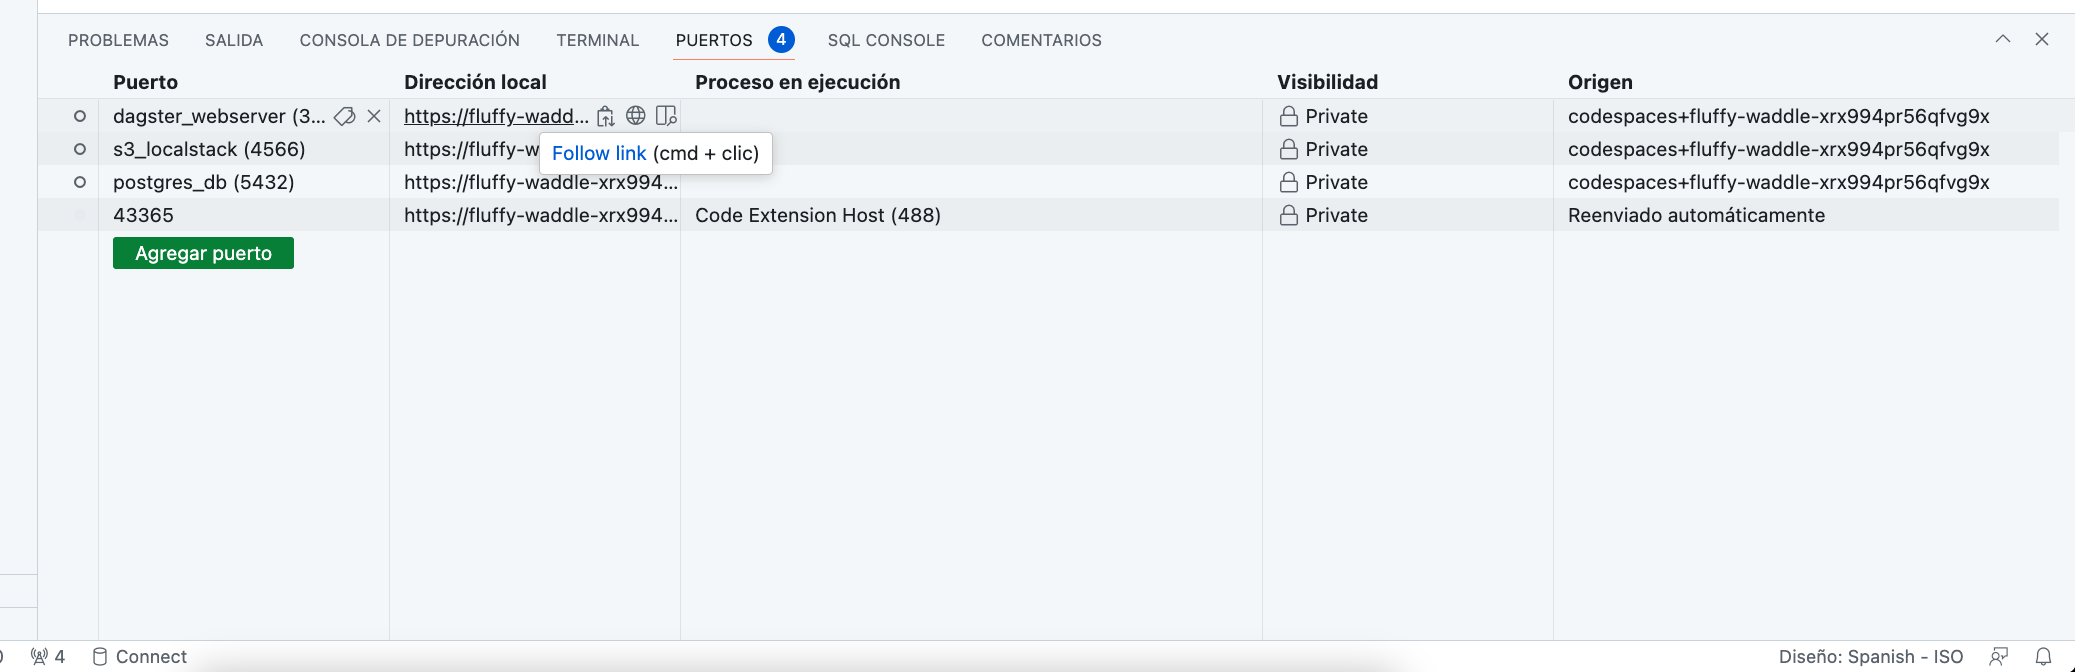 PROBLEMAS SALIDA CONSOLA DE DEPURACIÓN TERMINAL PUERTOS 4 SQL CONSOLE COMENTARIOS
Puerto Dirección local Proceso en ejecución Visibilidad Origen
dagster_webserver (3... https://fluffy-wadd... Private codespaces+fluffy-waddle-xrx994pr56qfvg9x
s3_localstack (4566) https://fluffy-w Follow link (cmd + clic) Private codespaces+fluffy-waddle-xrx994pr56qfvg9x
postgres_db (5432) https://fluffy-waddle-xrx994... Private codespaces+fluffy-waddle-xrx994pr56qfvg9x
43365 https://fluffy-waddle-xrx994... Code Extension Host (488) Private Reenviado automáticamente
Agregar puerto
4 Connect Diseño: Spanish - ISO